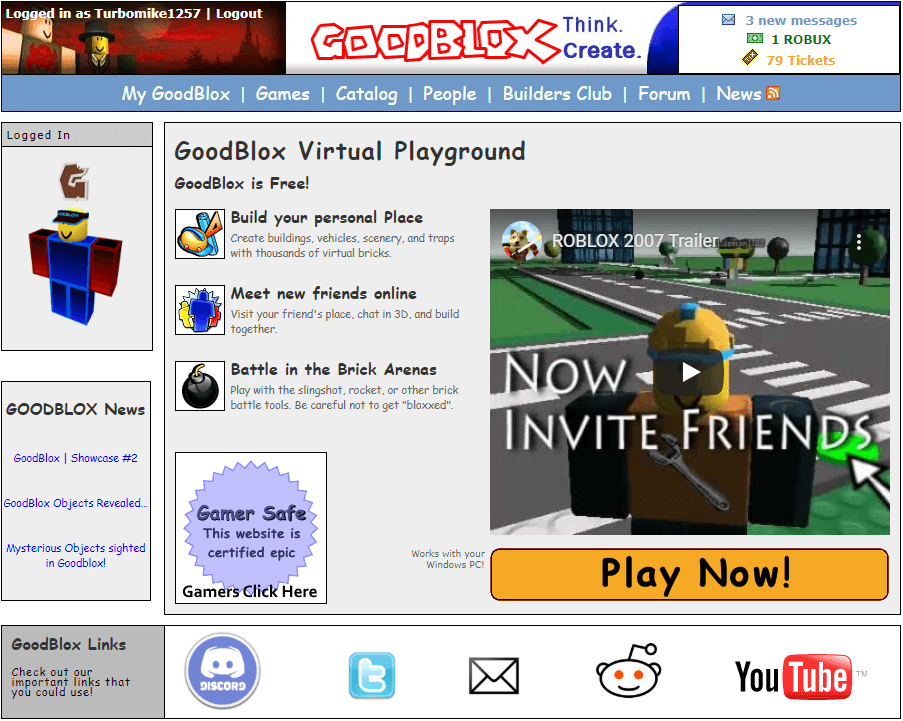 Logged in as Turbomike1257 | Logout
GOODBLOX
Think.
Create.
3 new messages
1 ROBUX
79 Tickets
My GoodBlox | Games | Catalog | People | Builders Club | Forum | News
Logged In
G
BLOX
GOODBLOX News
GoodBlox | Showcase #2
GoodBlox Objects Revealed...
Mysterious Objects sighted
in Goodblox!
GoodBlox Virtual Playground
GoodBlox is Free!
Build your personal Place
Create buildings, vehicles, scenery, and traps
with thousands of virtual bricks.
Meet new friends online
Visit your friend's place, chat in 3D, and build
together.
Battle in the Brick Arenas
Play with the slingshot, rocket, or other brick
battle tools. Be careful not to get "bloxxed".
Gamer Safe
This website is
certified epic
Gamers Click Here
ROBLOX 2007 Trailer
NOW
INVITE FRIENDS
Works with your
Windows PC!
Play Now!
GoodBlox Links
Check out our
important links that
you could use!
DISCORD
YouTube TM